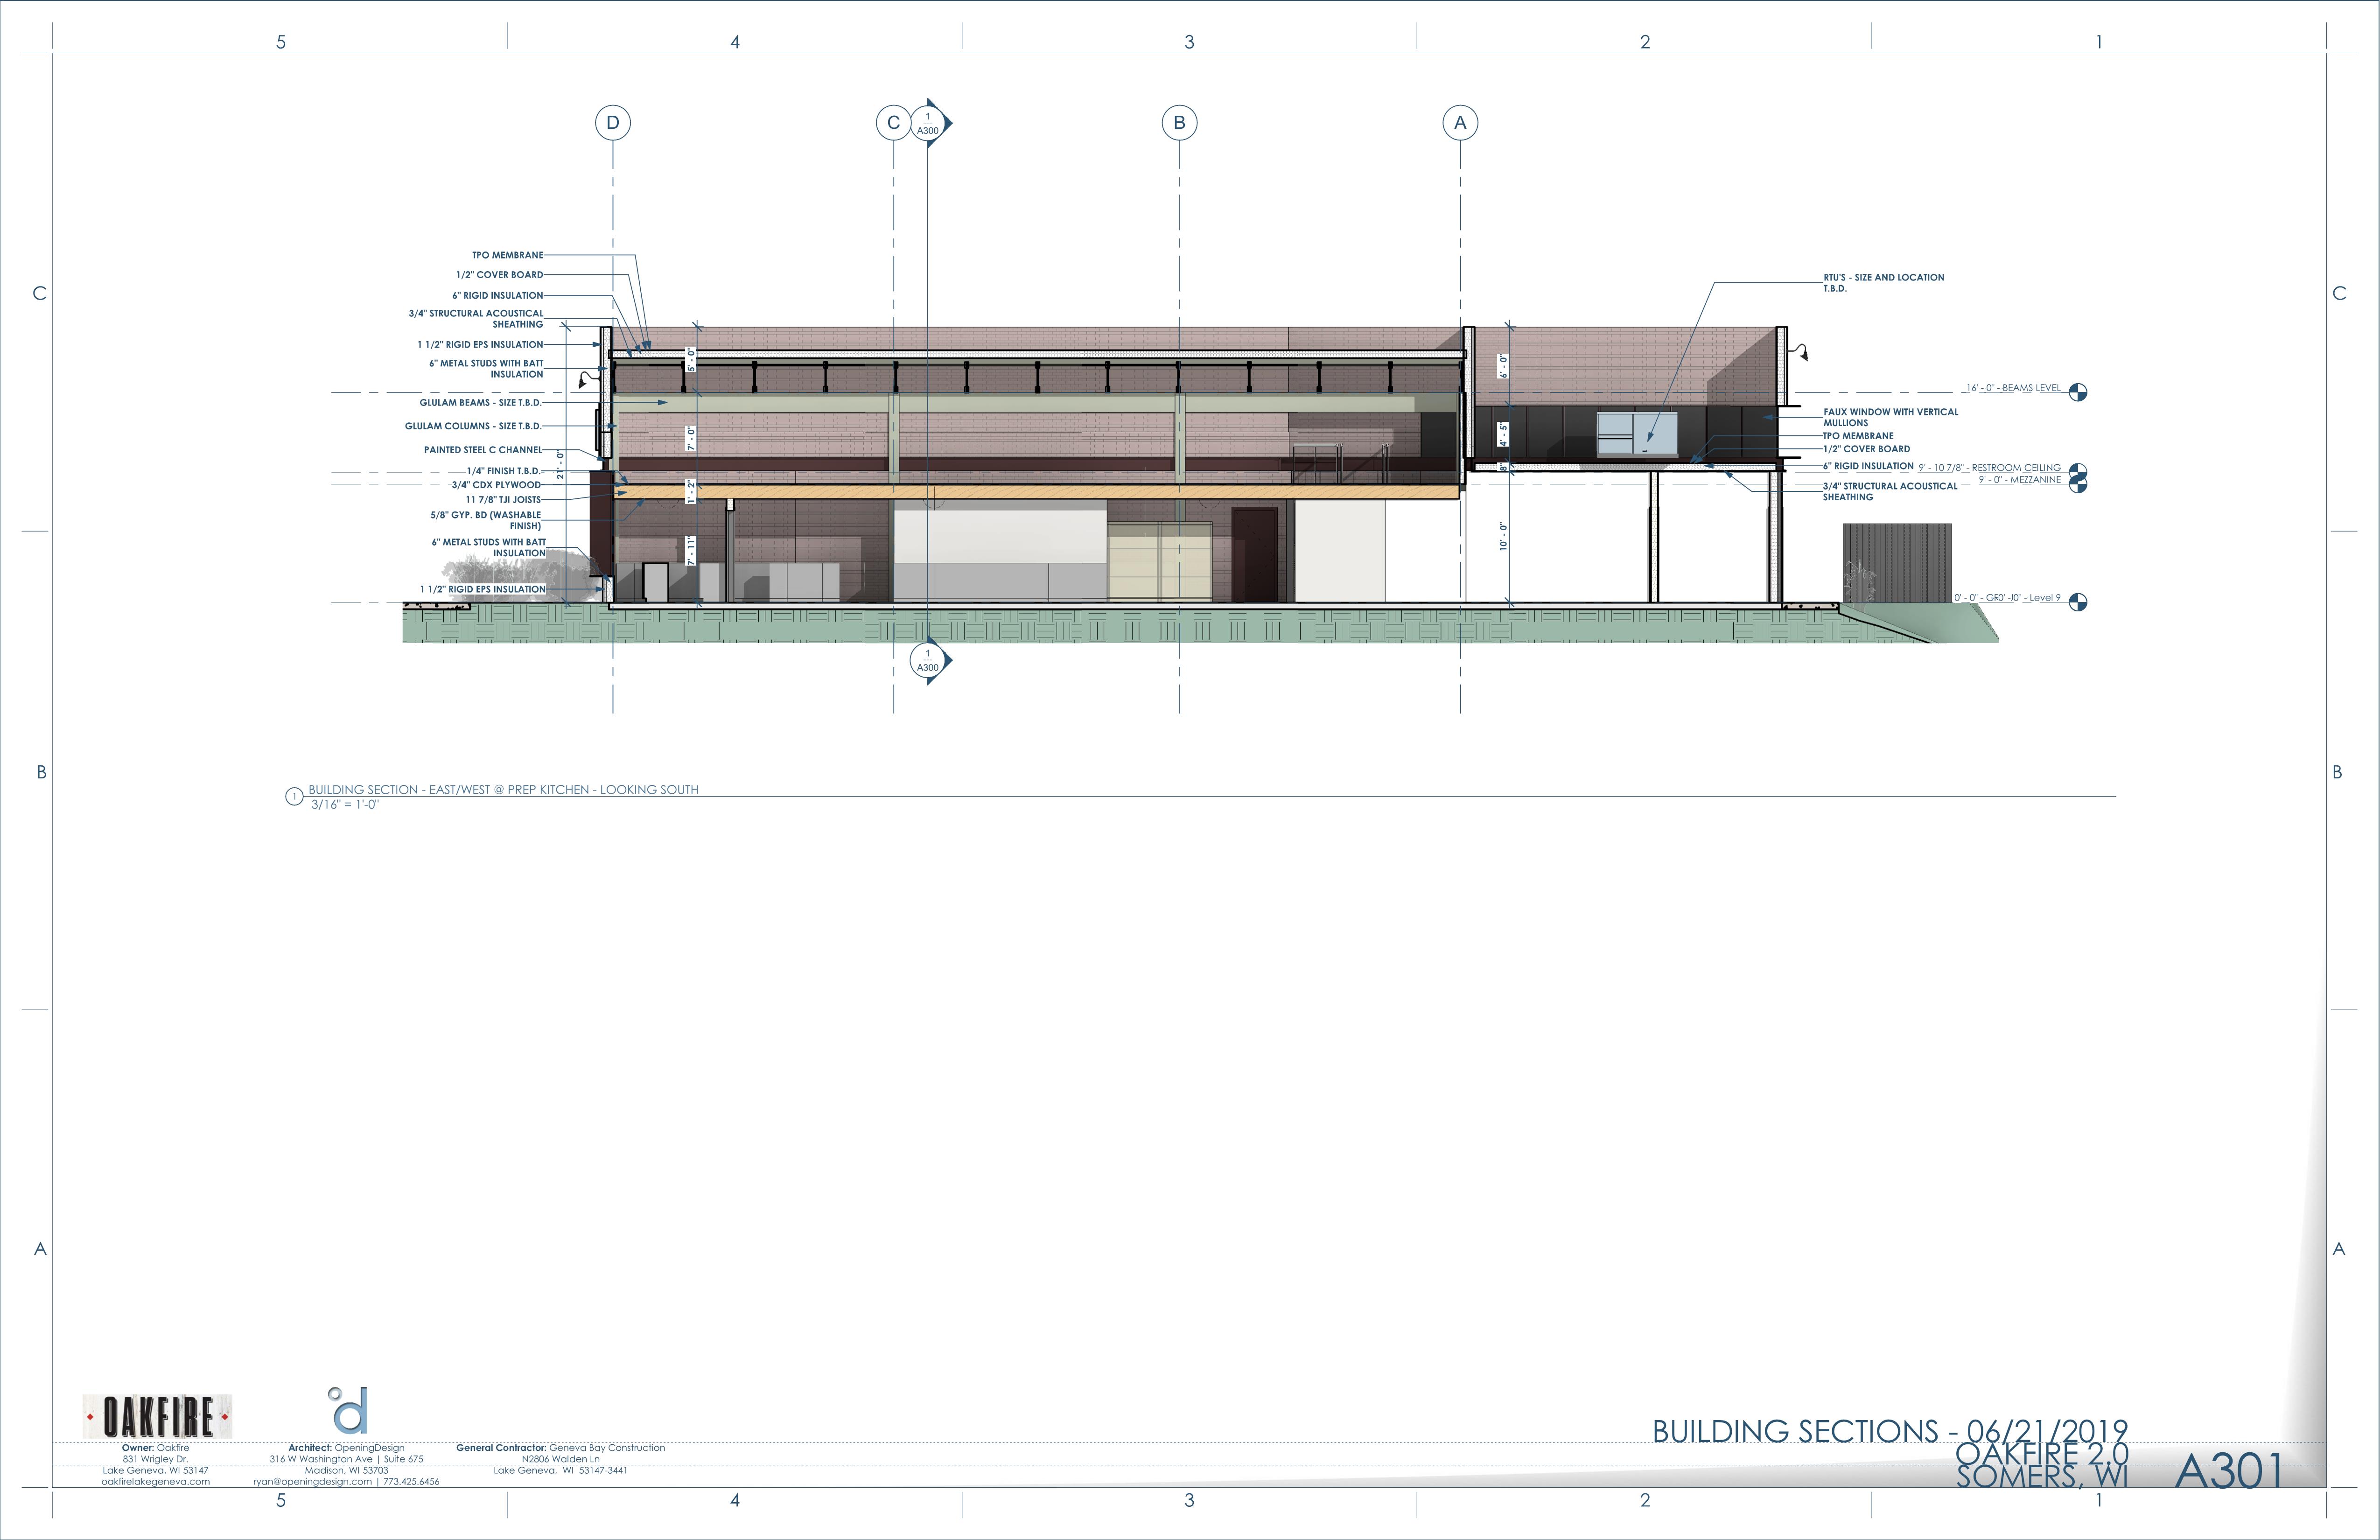 5 4 3 2 1
D C 1 A300 B A
C C
TPO MEMBRANE
1/2" COVER BOARD
6" RIGID INSULATION
3/4" STRUCTURAL ACOUSTICAL
SHEATHING
1 1/2" RIGID EPS INSULATION
6" METAL STUDS WITH BATT
INSULATION
GLULAM BEAMS - SIZE T.B.D.
GLULAM COLUMNS - SIZE T.B.D.
PAINTED STEEL C CHANNEL
1/4" FINISH T.B.D.
3/4" CDX PLYWOOD
11 7/8" TJI JOISTS
5/8" GYP. BD (WASHABLE
FINISH)
6" METAL STUDS WITH BATT
INSULATION
1 1/2" RIGID EPS INSULATION
21' - 0"
5' - 0"
7' - 0"
1' - 2"
7' - 11"
6' - 0"
4' - 5"
8"
10' - 0"
RTU'S - SIZE AND LOCATION
T.B.D.
16' - 0" - BEAMS LEVEL
FAUX WINDOW WITH VERTICAL
MULLIONS
TPO MEMBRANE
1/2" COVER BOARD
6" RIGID INSULATION
9' - 10 7/8" - RESTROOM CEILING
9' - 0" - MEZZANINE
3/4" STRUCTURAL ACOUSTICAL
SHEATHING
0' - 0" - Level 9
1
A300
B B
1 BUILDING SECTION - EAST/WEST @ PREP KITCHEN - LOOKING SOUTH
3/16" = 1'-0"
A A
OAKFIRE
d
Owner: Oakfire
831 Wrigley Dr.
Lake Geneva, WI 53147
oakfirelakegeneva.com
Architect: OpeningDesign
316 W Washington Ave | Suite 675
Madison, WI 53703
ryan@openingdesign.com | 773.425.6456
General Contractor: Geneva Bay Construction
N2806 Walden Ln
Lake Geneva, WI 53147-3441
BUILDING SECTIONS - 06/21/2019
OAKFIRE 2.0
SOMERS, WI
A301
5 4 3 2 1